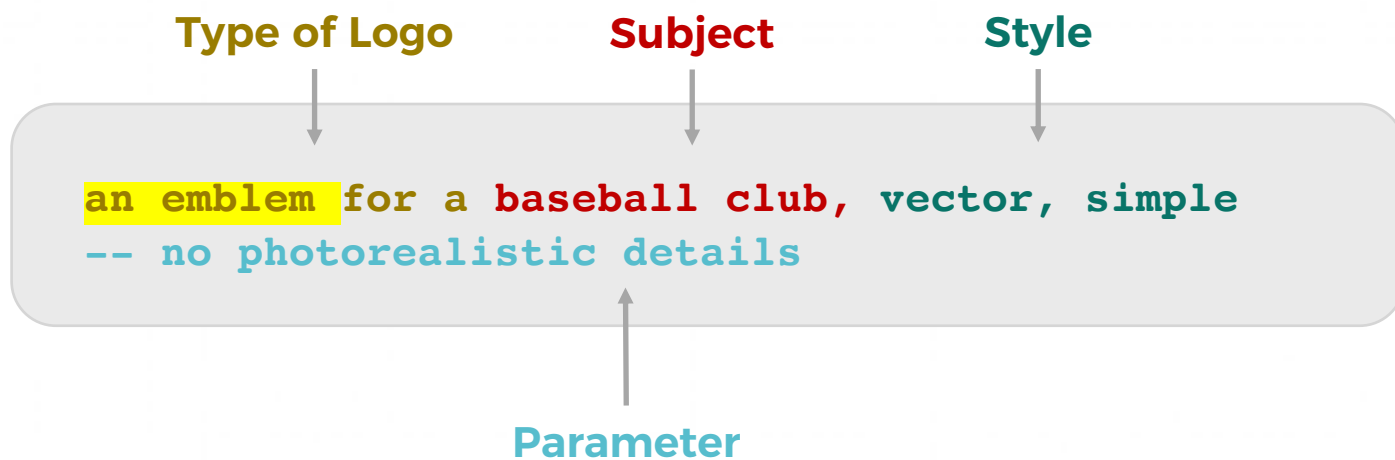 Type of Logo Subject Style
an emblem for a baseball club, vector, simple
-- no photorealistic details
Parameter